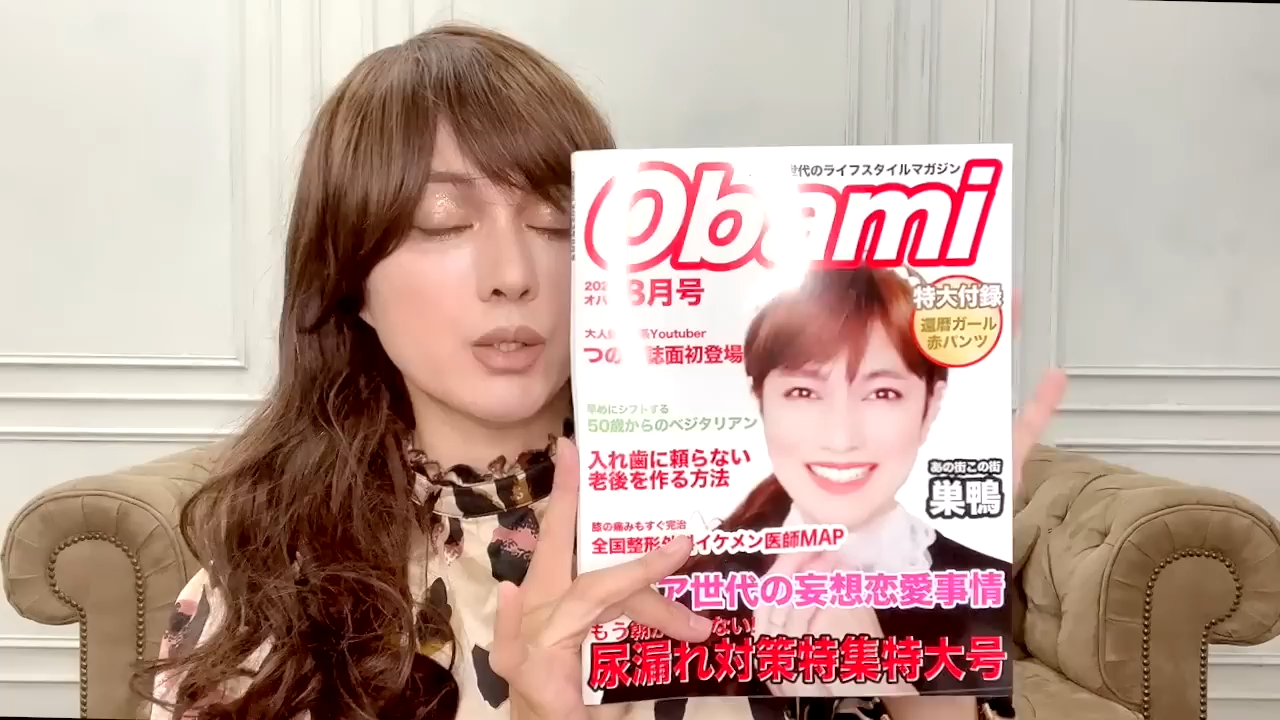 世代のライフスタイルマガジン
Obami
8月号
特大付録
還暦ガール
赤パンツ
Youtuber
つの 誌面初登場
早めにシフトする
50歳からのベジタリアン
入れ歯に頼らない
老後を作る方法
あの街この街
巣鴨
膝の痛みもすぐ完治
全国整形外科イケメン医師MAP
ア世代の妄想恋愛事情
もう朝 ない!
尿漏れ対策特集特大号